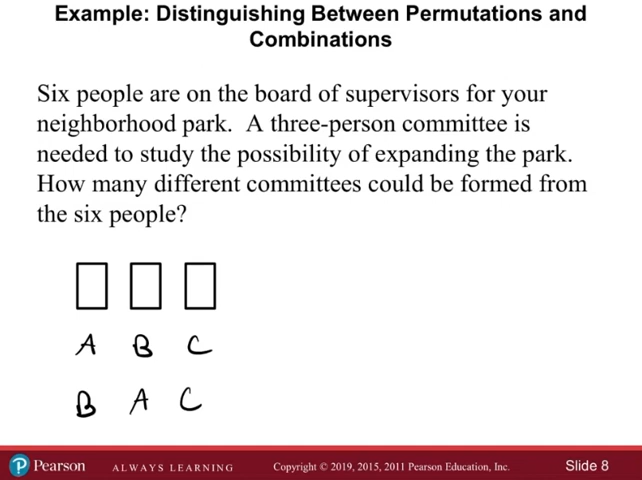 Example: Distinguishing Between Permutations and
Combinations
Six people are on the board of supervisors for your
neighborhood park. A three-person committee is
needed to study the possibility of expanding the park.
How many different committees could be formed from
the six people?
A B C
B A C
P Pearson ALWAYS LEARNING Copyright © 2019, 2015, 2011 Pearson Education, Inc. Slide 8